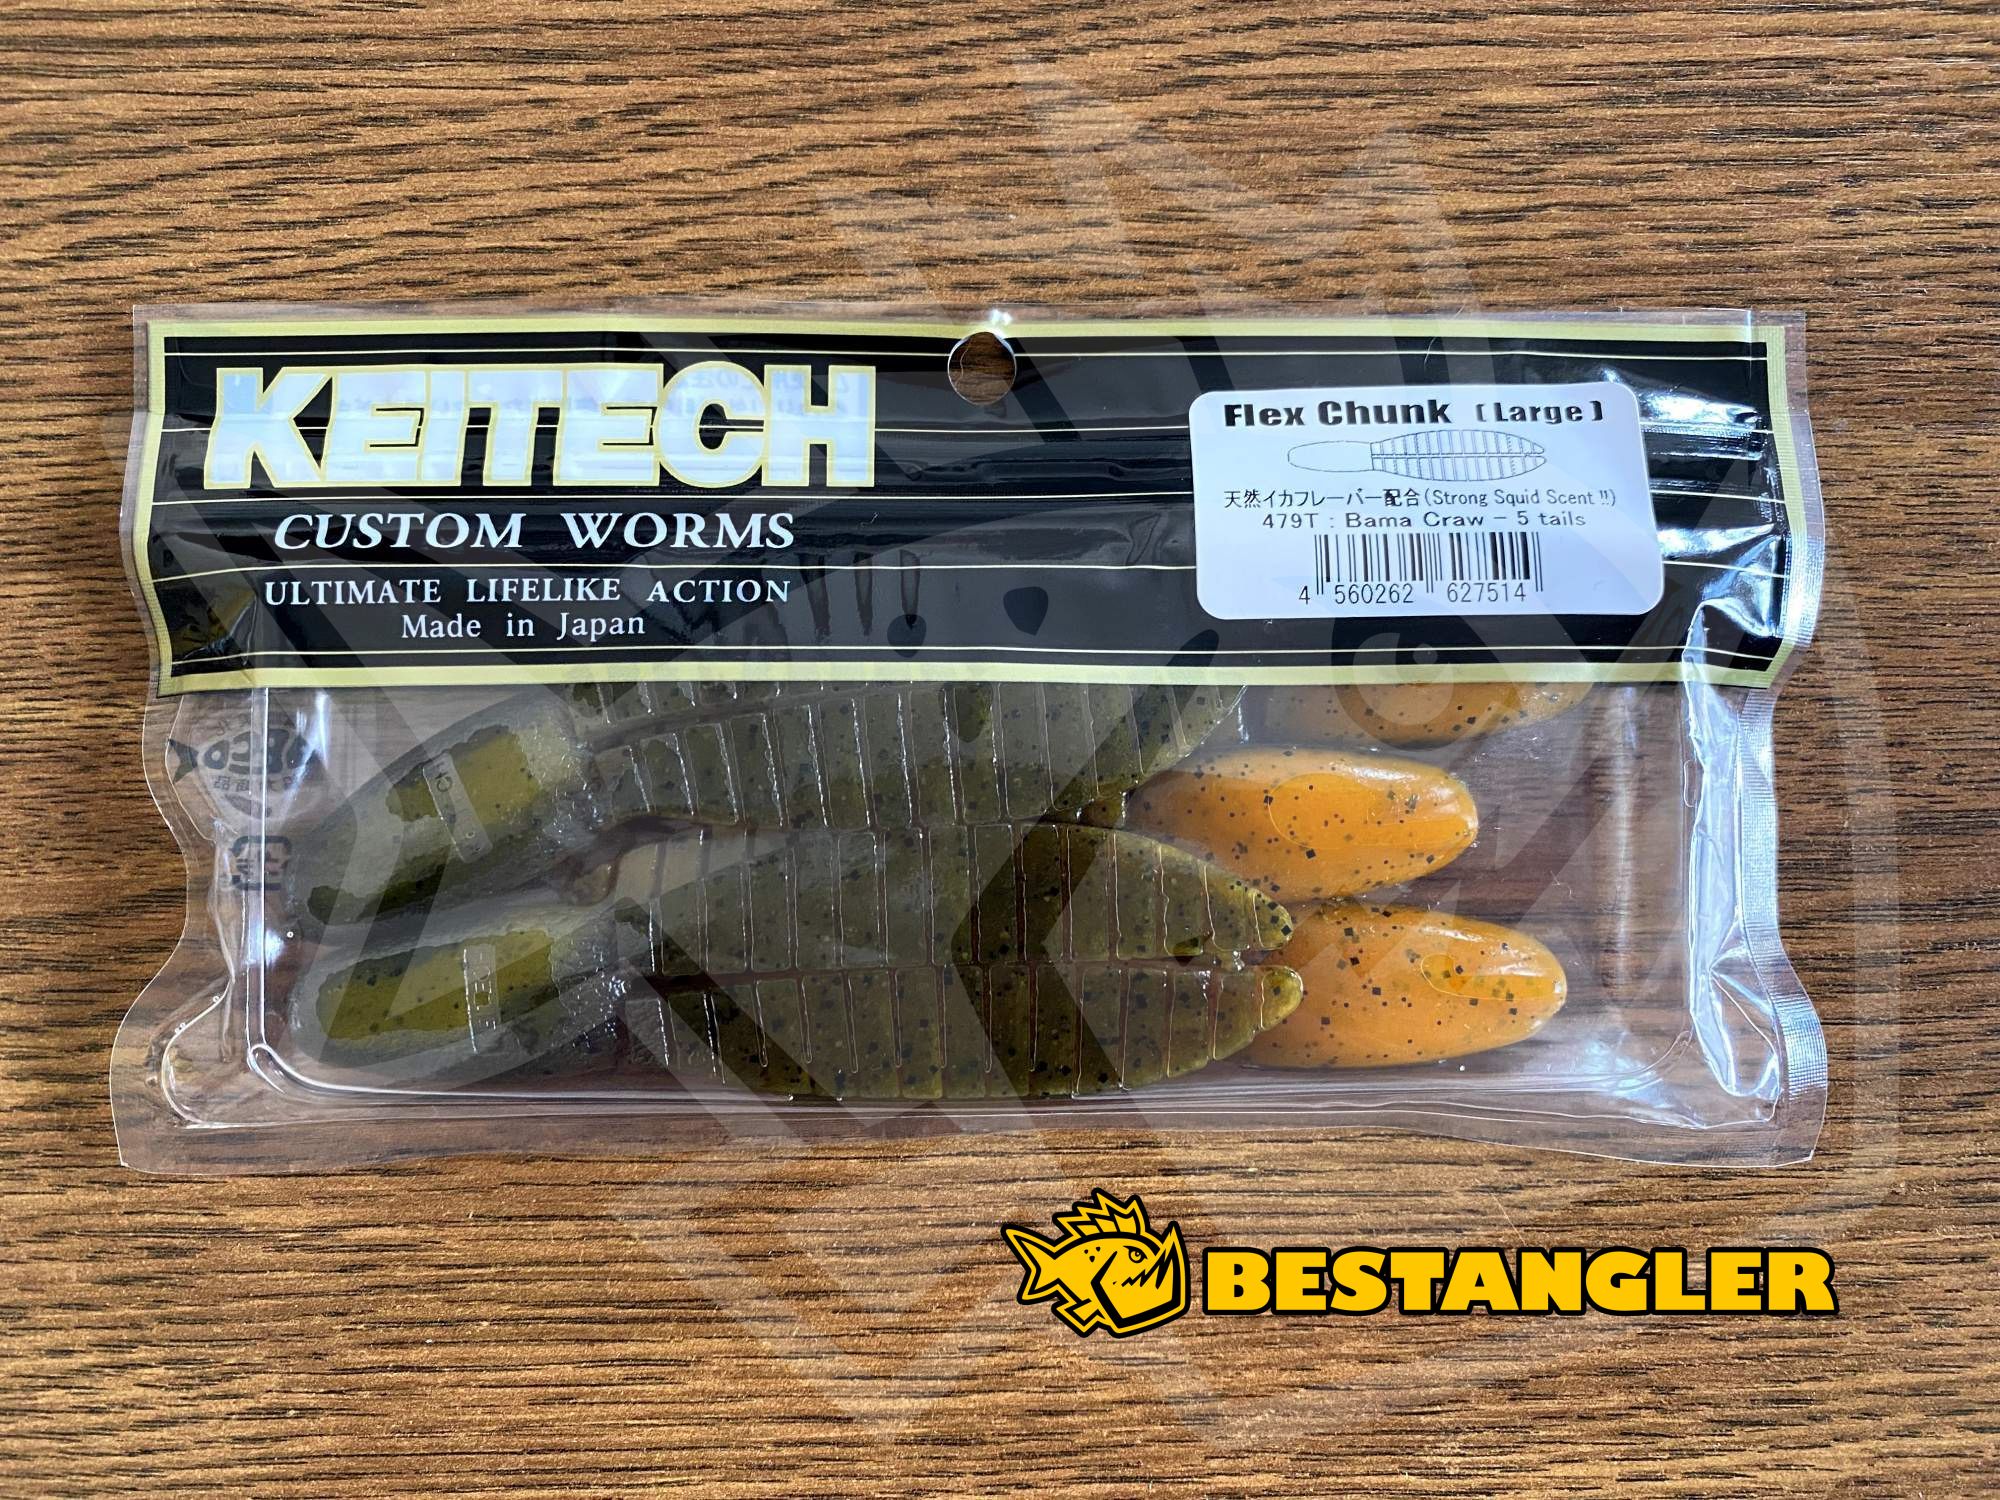 KEITECH
CUSTOM WORMS
ULTIMATE LIFELIKE ACTION
Made in Japan
Flex Chunk (Large)
天然イカフレーバー配合(Strong Squid Scent !!)
479T : Bama Craw - 5 tails
4 560262 627514
BESTANGLER